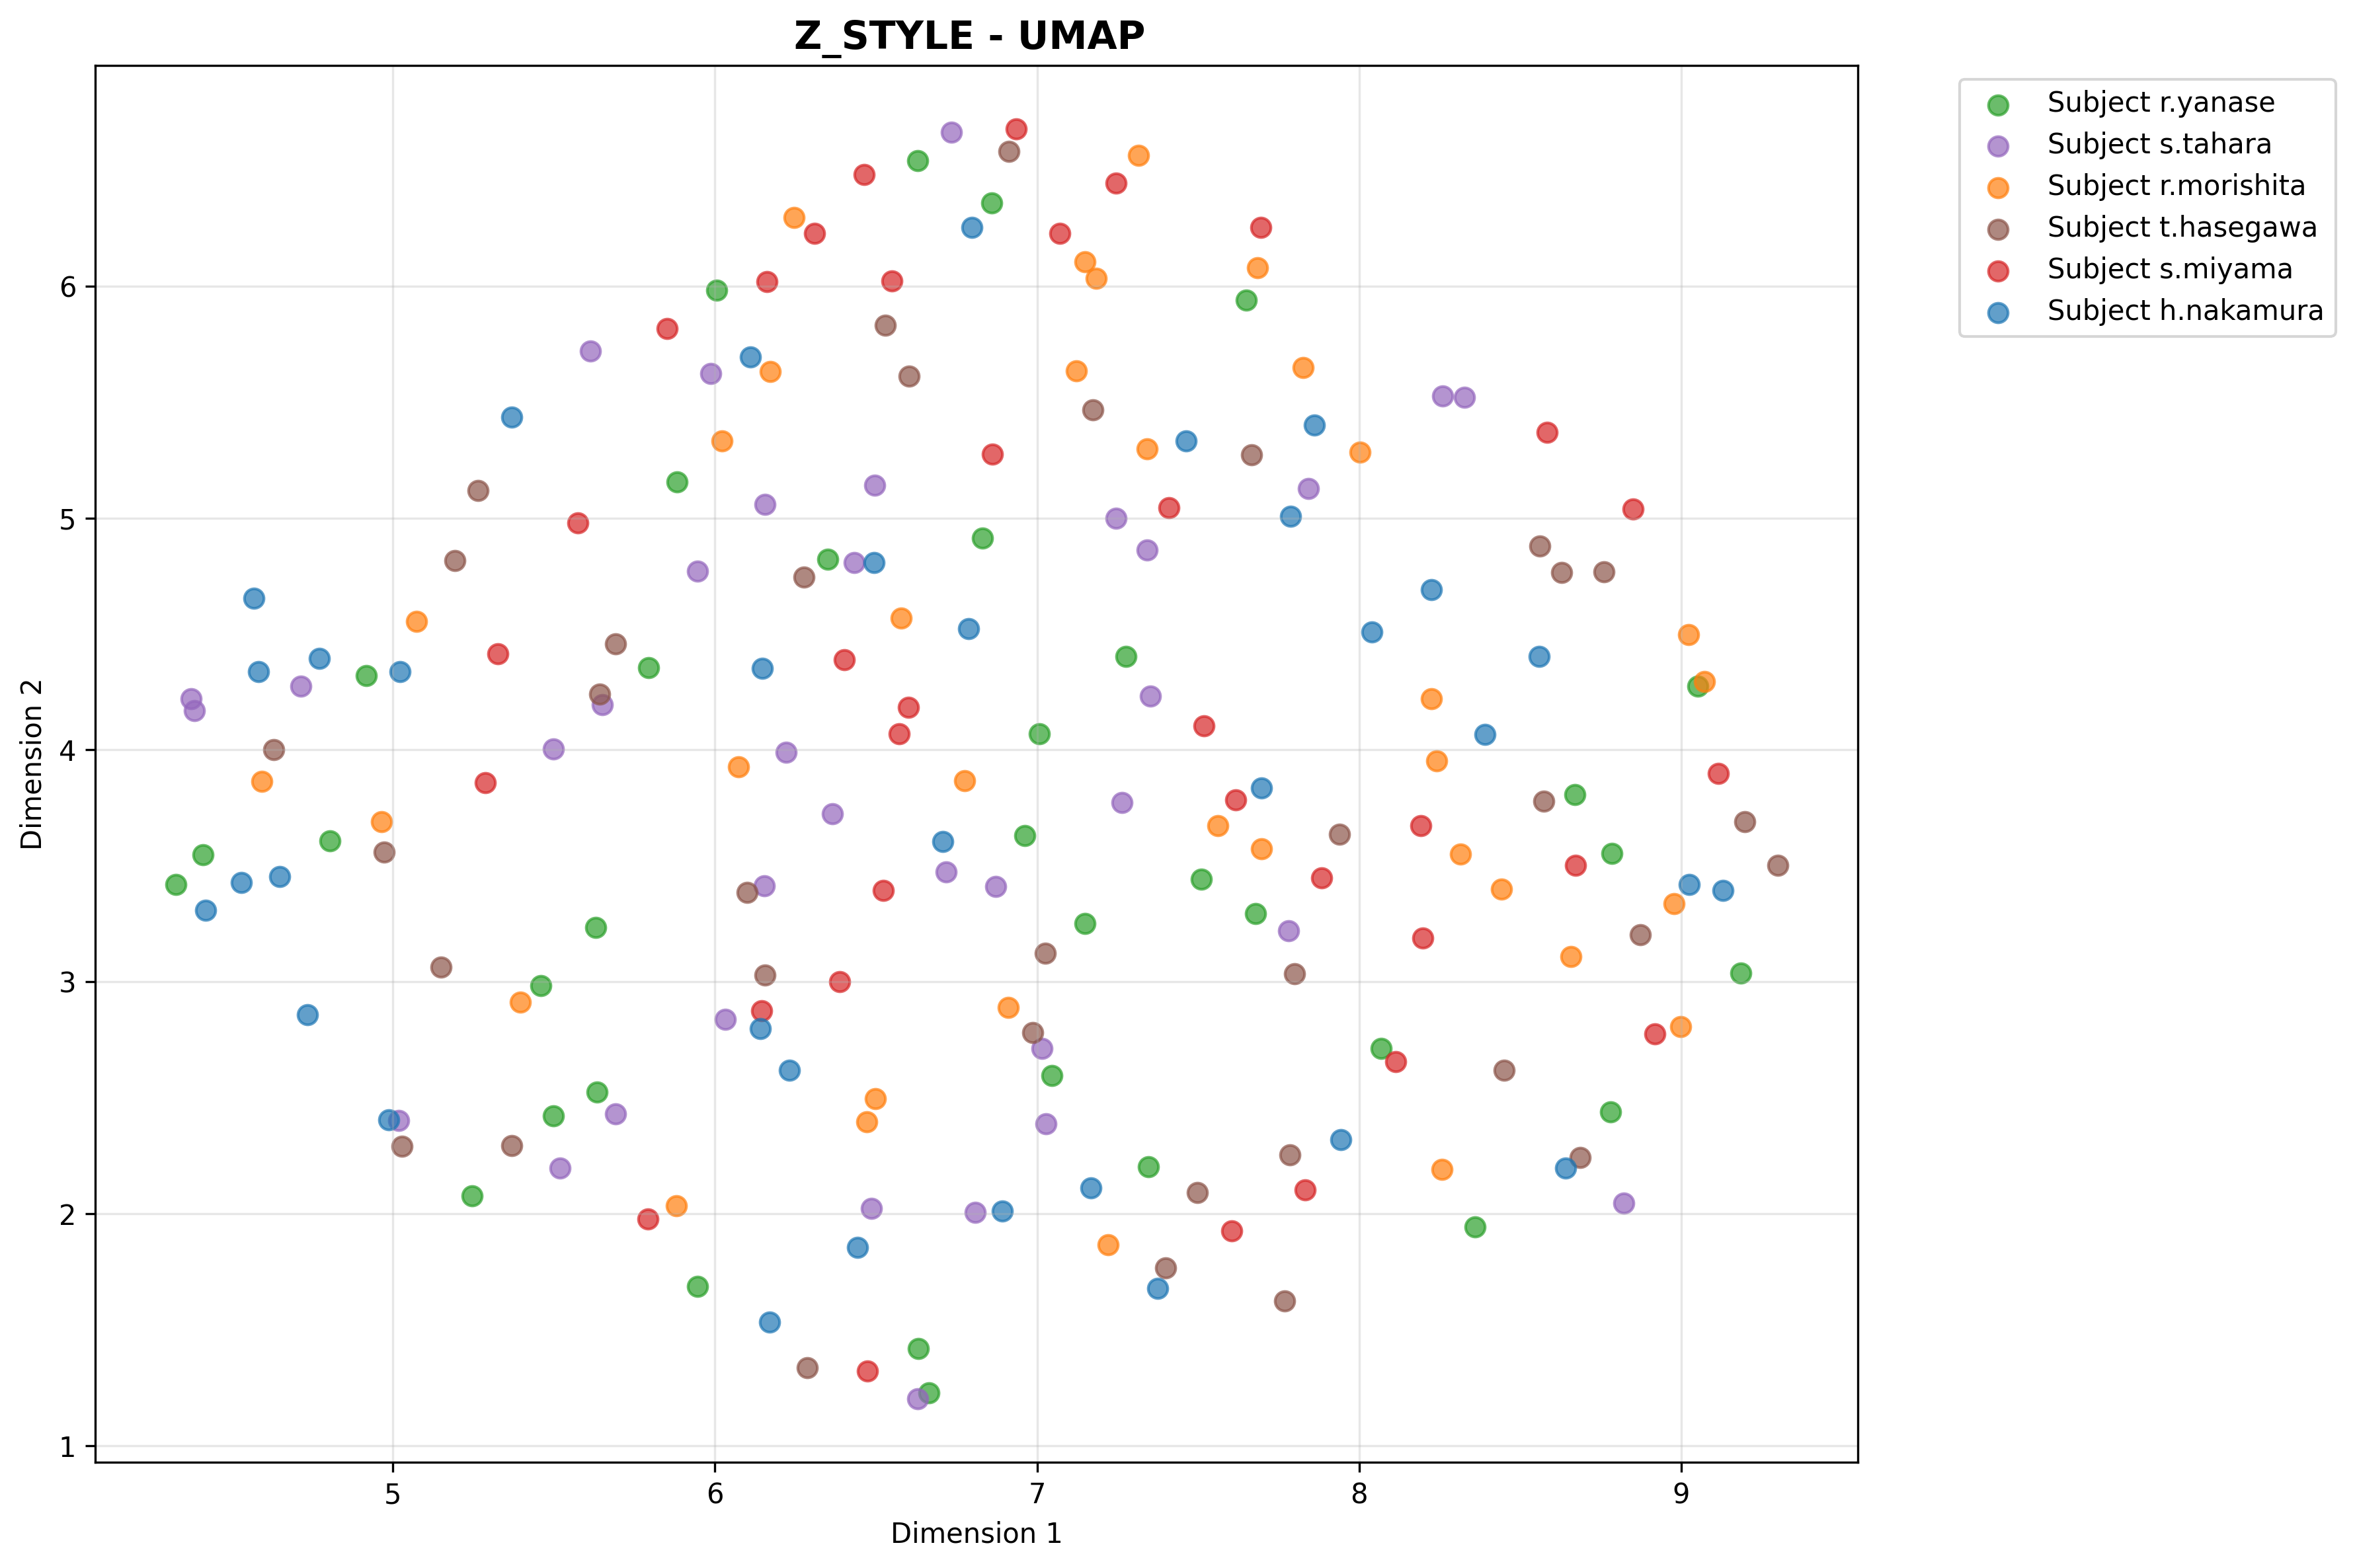 Z_STYLE - UMAP
Subject r.yanase
Subject s.tahara
Subject r.morishita
Subject t.hasegawa
Subject s.miyama
Subject h.nakamura
6
5
4
3
2
1
Dimension 2
5
6
7
8
9
Dimension 1